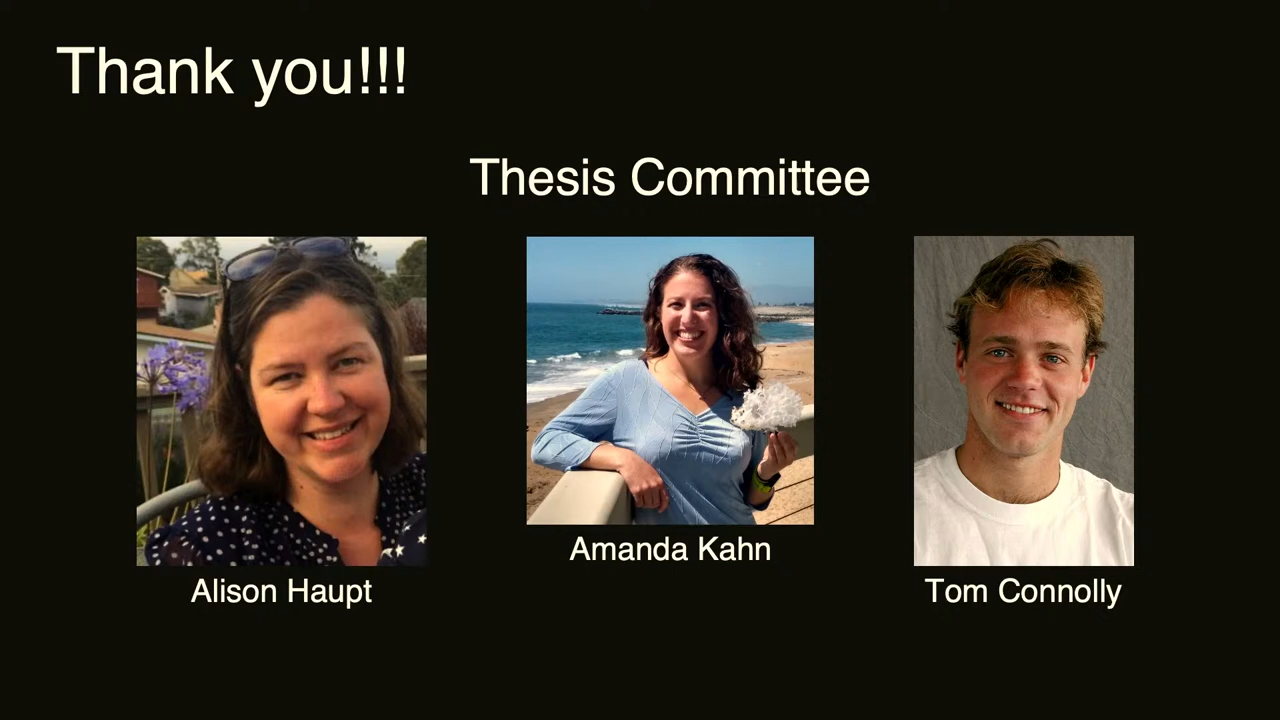 Thank you!!!
Thesis Committee
Alison Haupt
Amanda Kahn
Tom Connolly